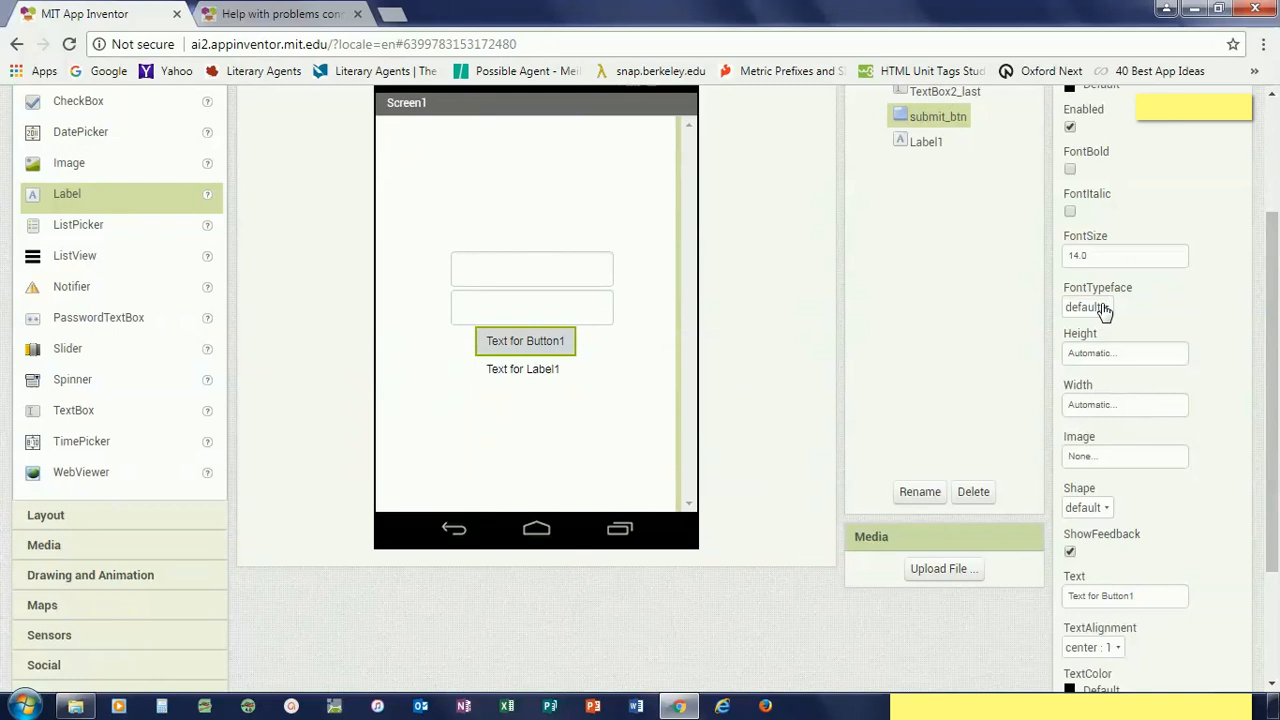 MIT App Inventor
Help with problems con
Not secure
ai2.appinventor.mit.edu/?locale=en#6399783153172480
Apps
Google
Yahoo
Literary Agents
Literary Agents | The
Possible Agent - Mei
snap.berkeley.edu
Metric Prefixes and S
HTML Unit Tags Stud
Oxford Next
40 Best App Ideas
»
CheckBox
DatePicker
Image
Label
ListPicker
ListView
Notifier
PasswordTextBox
Slider
Spinner
TextBox
TimePicker
WebViewer
Layout
Media
Drawing and Animation
Maps
Sensors
Social
Screen1
Text for Button1
Text for Label1
TextBox2_last
submit_btn
Label1
Rename
Delete
Media
Upload File ...
Default
Enabled
FontBold
FontItalic
FontSize
14.0
FontTypeface
default
Height
Automatic...
Width
Automatic...
Image
None...
Shape
default
ShowFeedback
Text
Text for Button1
TextAlignment
center : 1
TextColor
Default